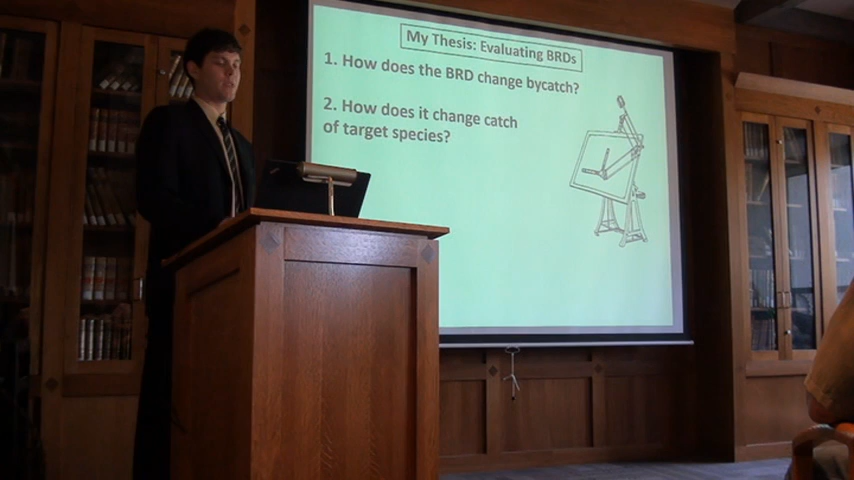 My Thesis: Evaluating BRDs
1. How does the BRD change bycatch?
2. How does it change catch
of target species?